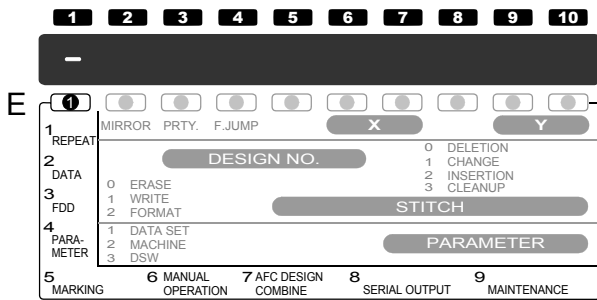 1 2 3 4 5 6 7 8 9 10
-
E
1
1 REPEAT MIRROR PRTY. F.JUMP X Y
2 DATA DESIGN NO.
0 DELETION
1 CHANGE
2 INSERTION
3 CLEANUP
3 FDD
0 ERASE
1 WRITE
2 FORMAT
STITCH
4 PARA-
METER
1 DATA SET
2 MACHINE
3 DSW
PARAMETER
5 MARKING
6 MANUAL
OPERATION
7 AFC DESIGN
COMBINE
8 SERIAL OUTPUT
9 MAINTENANCE